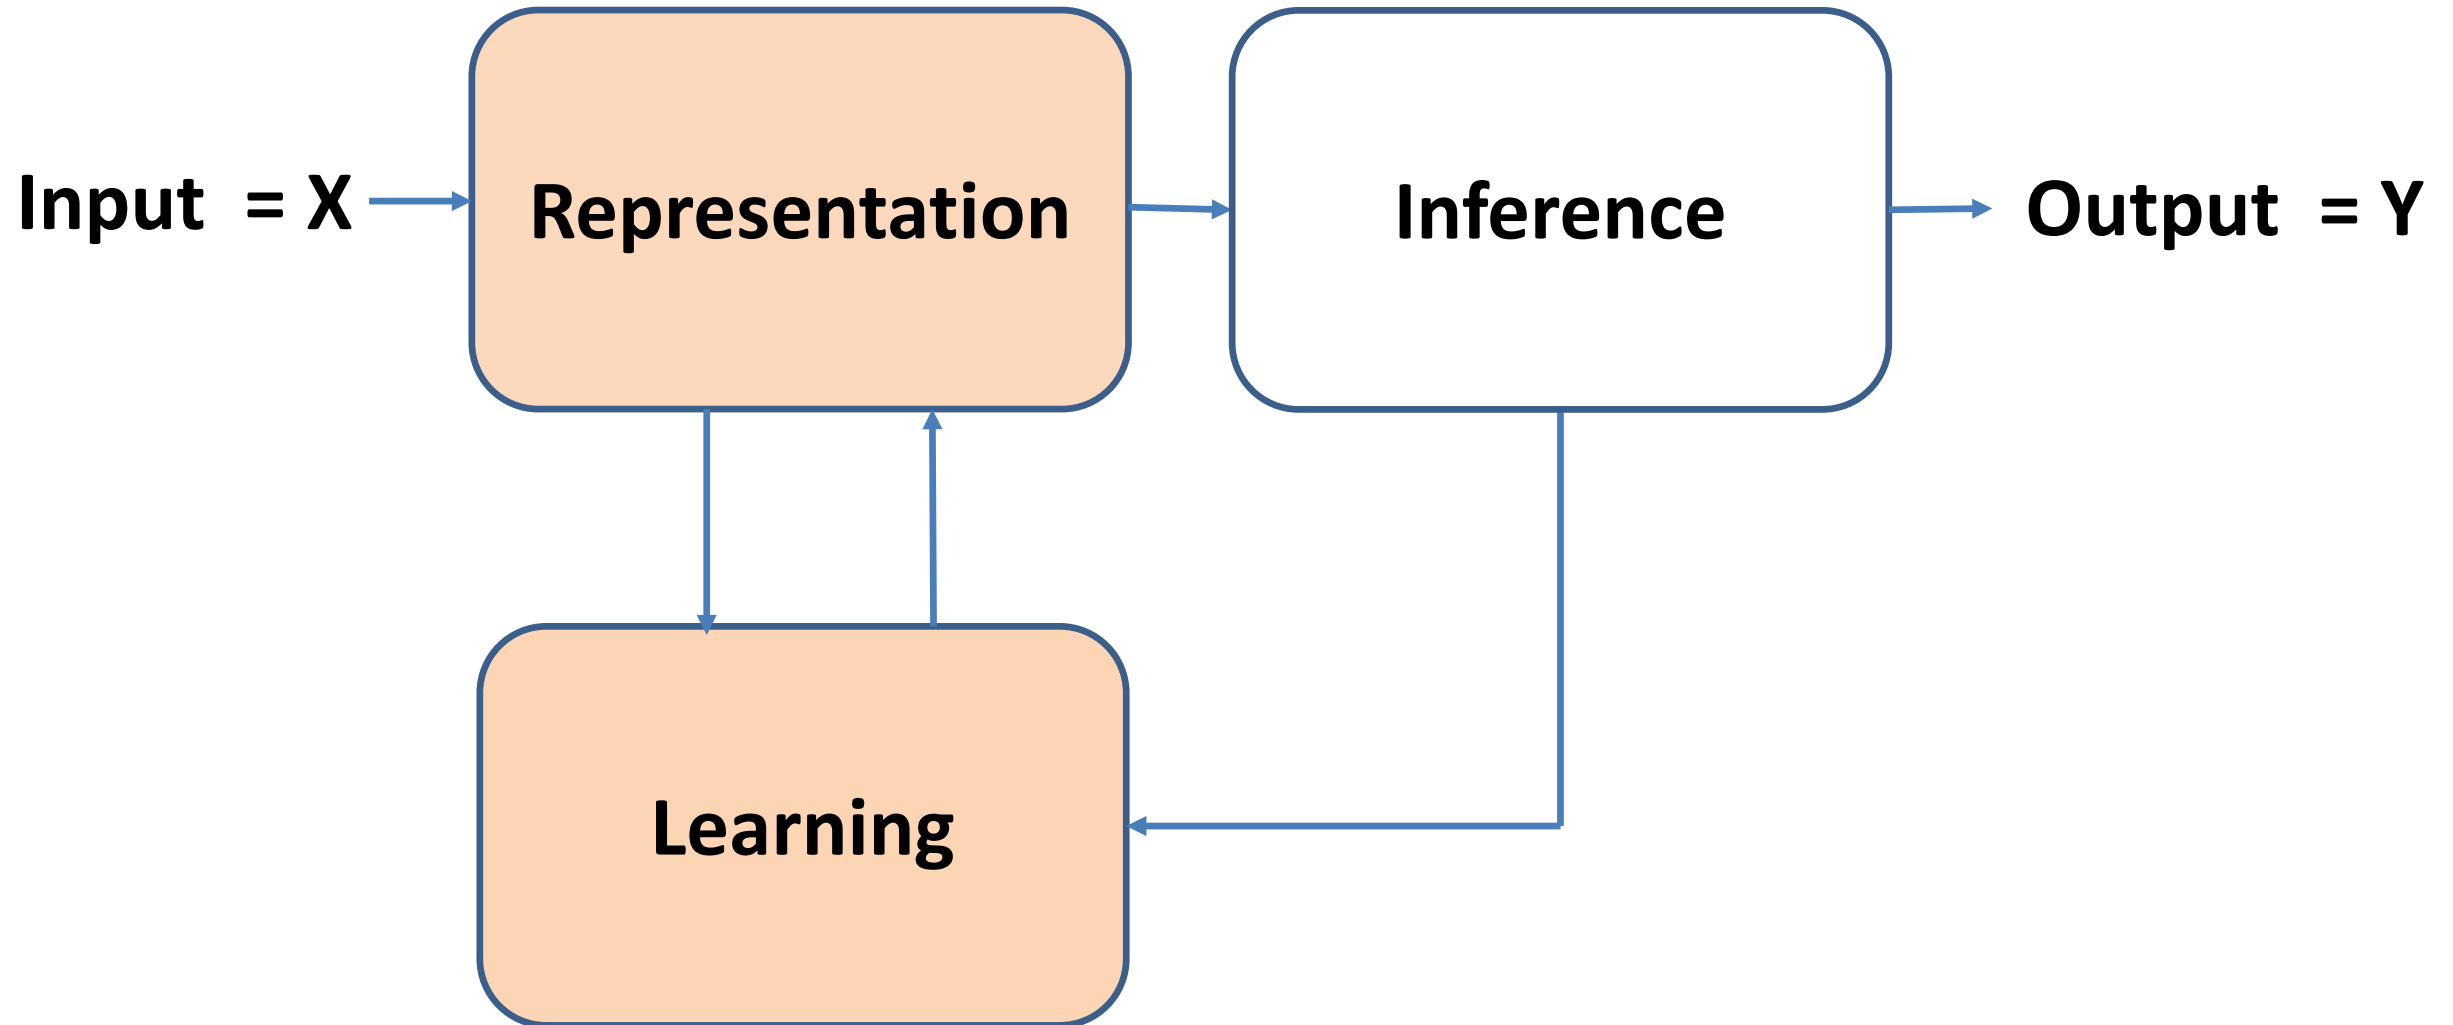 Input = X
Representation
Inference
Output = Y
Learning